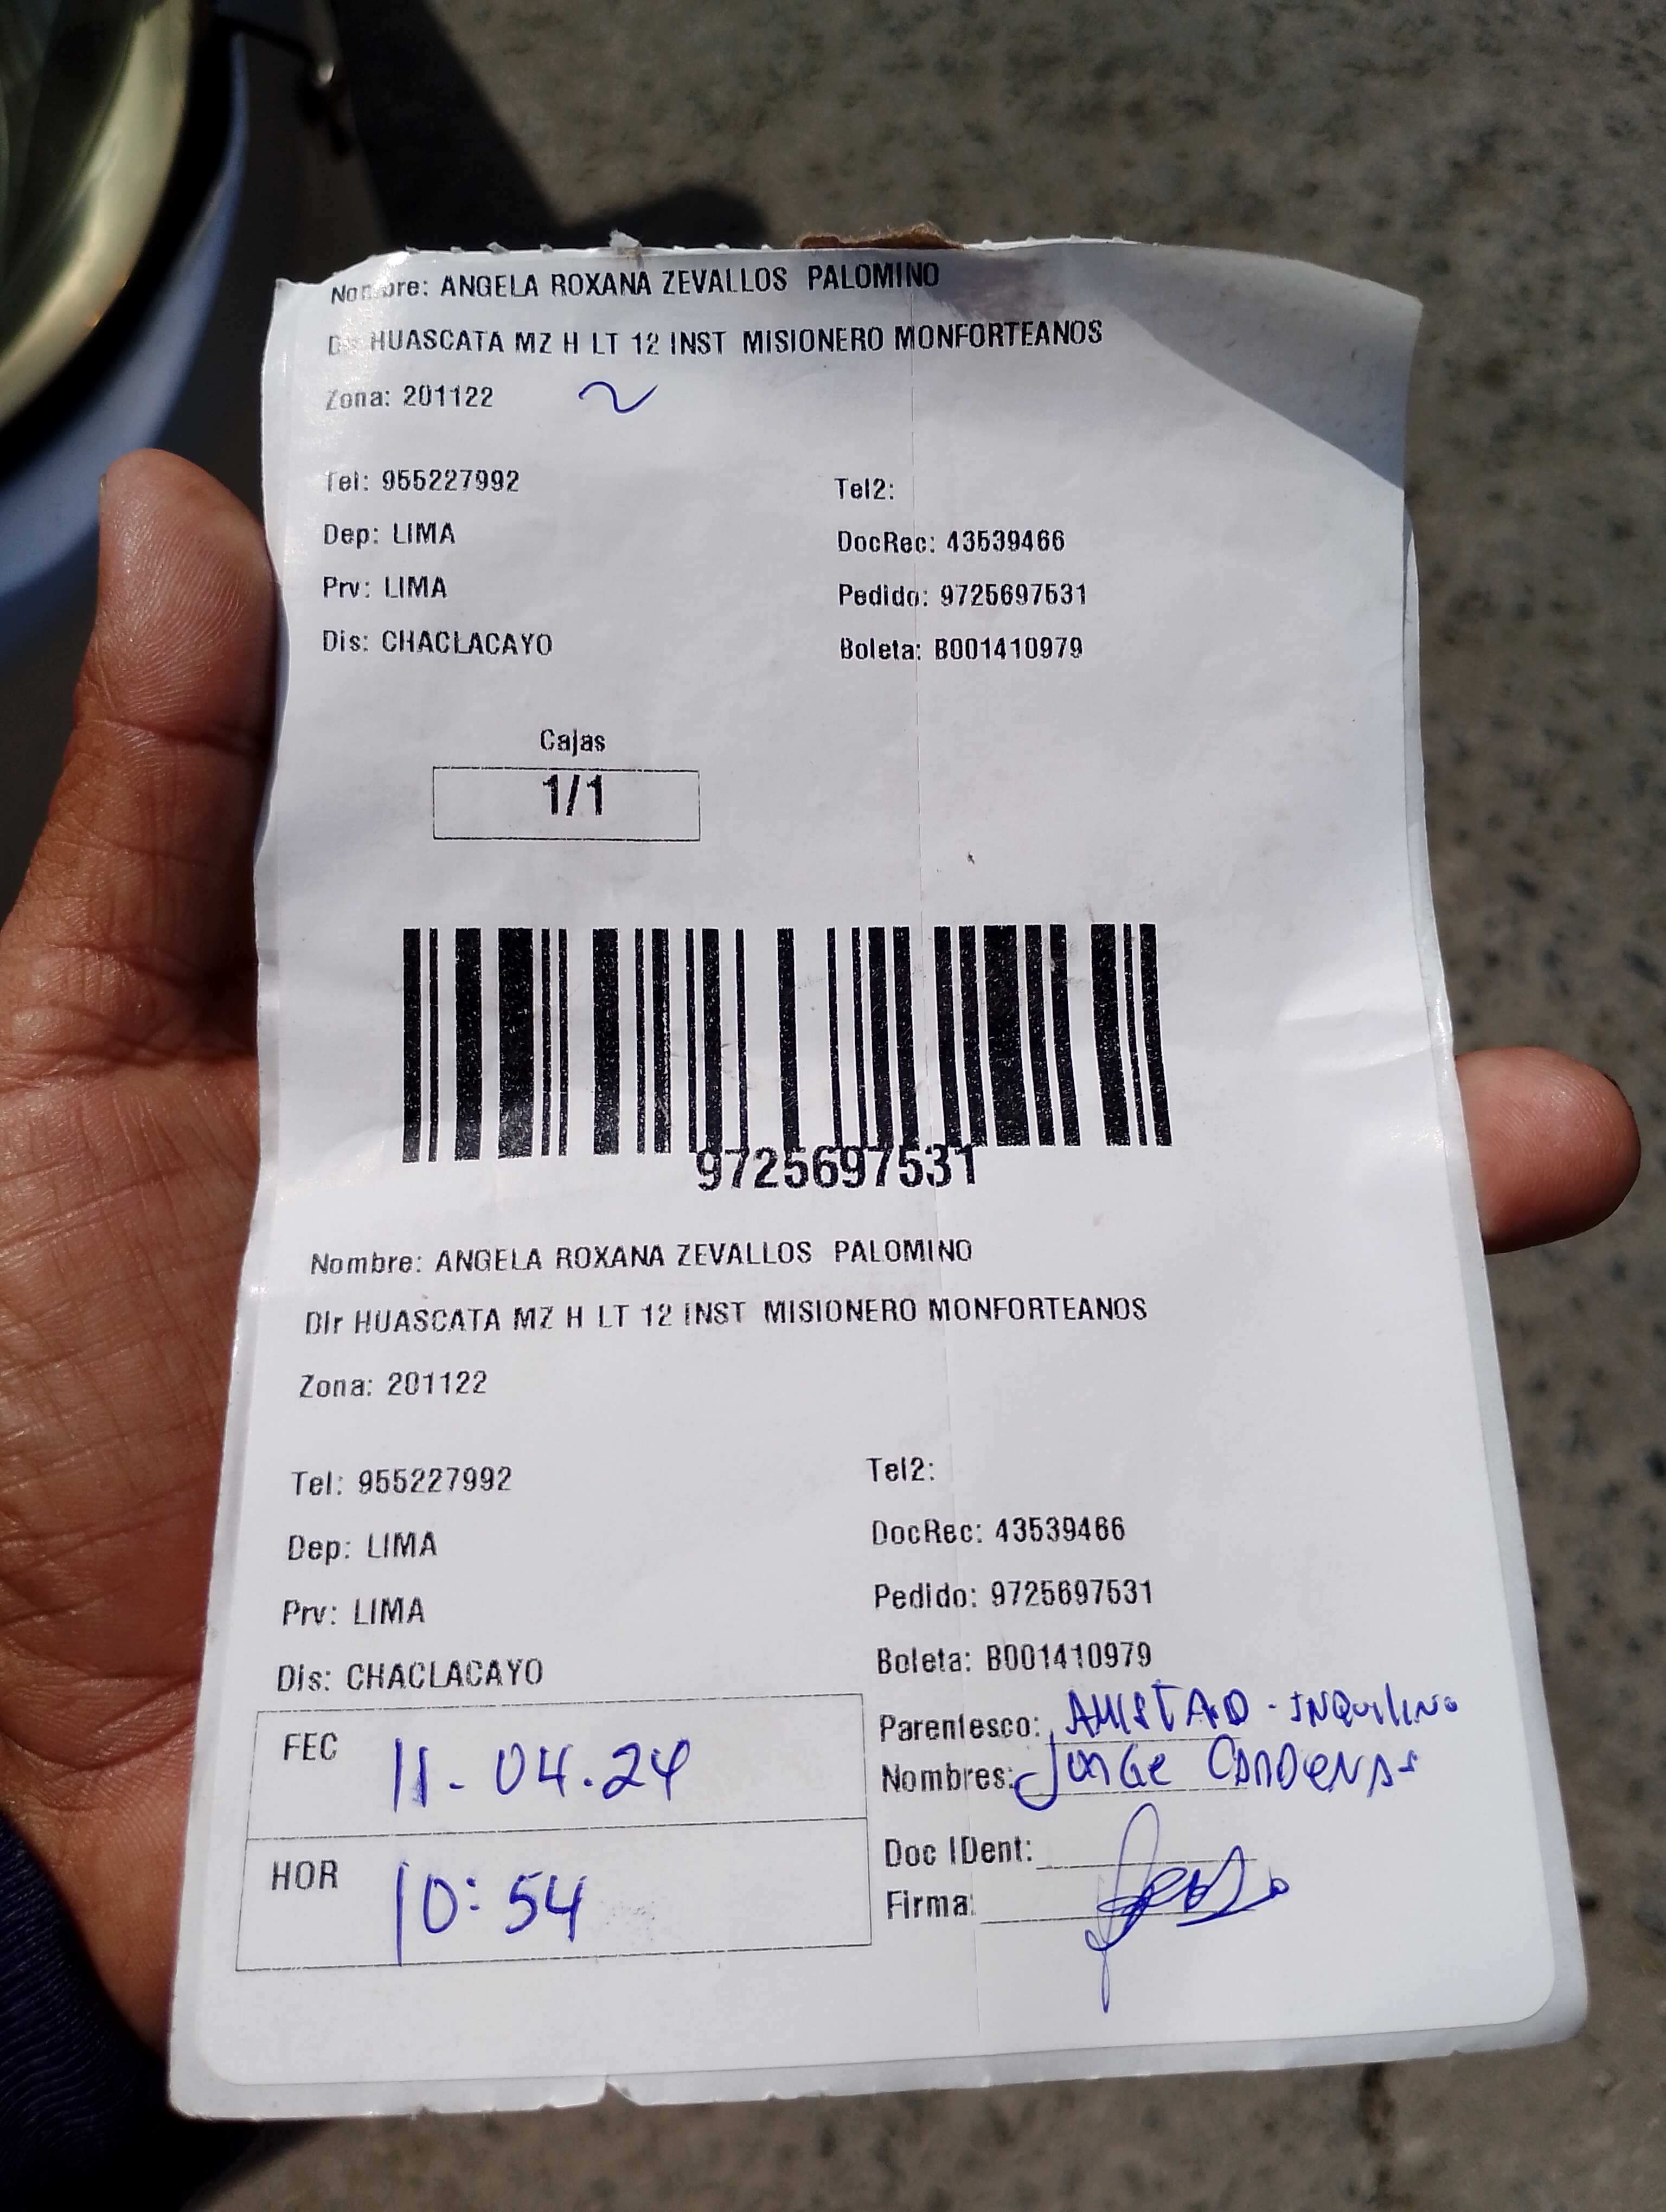 Nombre: ANGELA ROXANA ZEVALLOS PALOMINO
Dir HUASCATA MZ H LT 12 INST MISIONERO MONFORTEANOS
Zona: 201122
Tel: 955227992 Tel2:
Dep: LIMA DocRec: 43539466
Prv: LIMA Pedido: 9725697531
Dis: CHACLACAYO Boleta: B001410979
Cajas
1/1
9725697531
Nombre: ANGELA ROXANA ZEVALLOS PALOMINO
Dir HUASCATA MZ H LT 12 INST MISIONERO MONFORTEANOS
Zona: 201122
Tel: 955227992 Tel2:
Dep: LIMA DocRec: 43539466
Prv: LIMA Pedido: 9725697531
Dis: CHACLACAYO Boleta: B001410979
FEC 11-04.24 Parentesco: AMISTAD - INQUILINO
Nombres: JORGE CARDENAS
HOR 10:54 Doc IDent:
Firma: